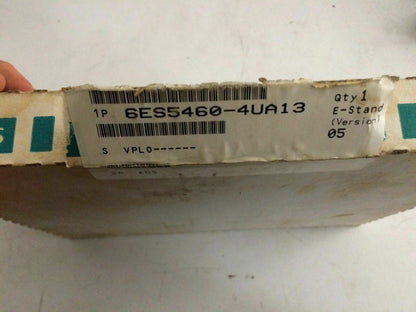 1P 6ES5460-4UA13
Qty 1
E-Stand
(Version)
05
S VPL0------
S